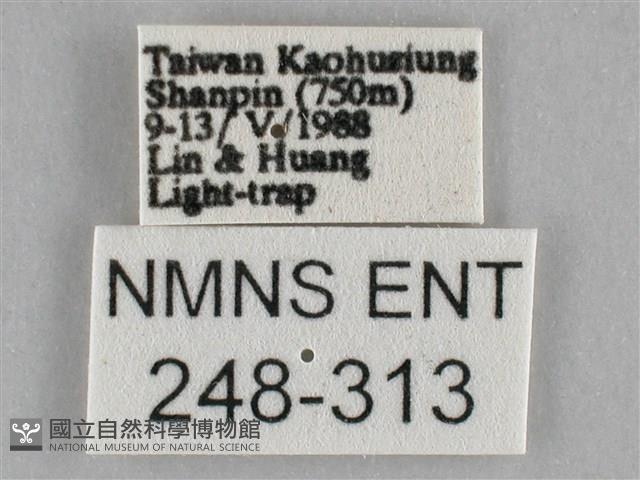 Taiwan Kaohusiung
Shanpin (750m)
9-13/ V /1988
Lin & Huang
Light-trap
NMNS ENT
248-313
國立自然科學博物館
NATIONAL MUSEUM OF NATURAL SCIENCE